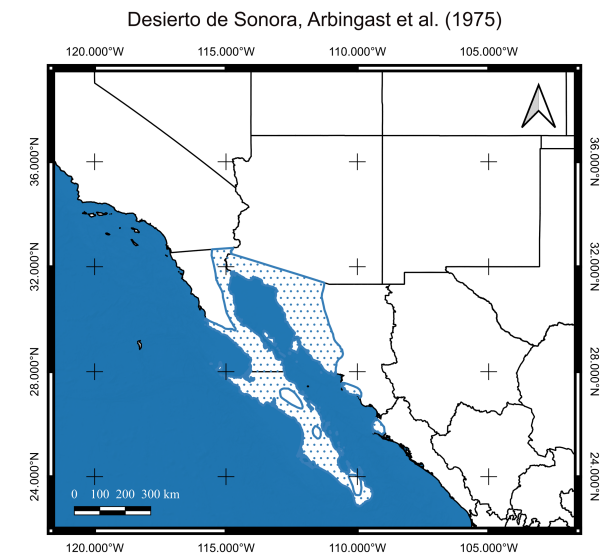 Desierto de Sonora, Arbingast et al. (1975)
120.000°W 115.000°W 110.000°W 105.000°W
36.000°N 36.000°N
32.000°N 32.000°N
28.000°N 28.000°N
24.000°N 24.000°N
0 100 200 300 km
120.000°W 115.000°W 110.000°W 105.000°W